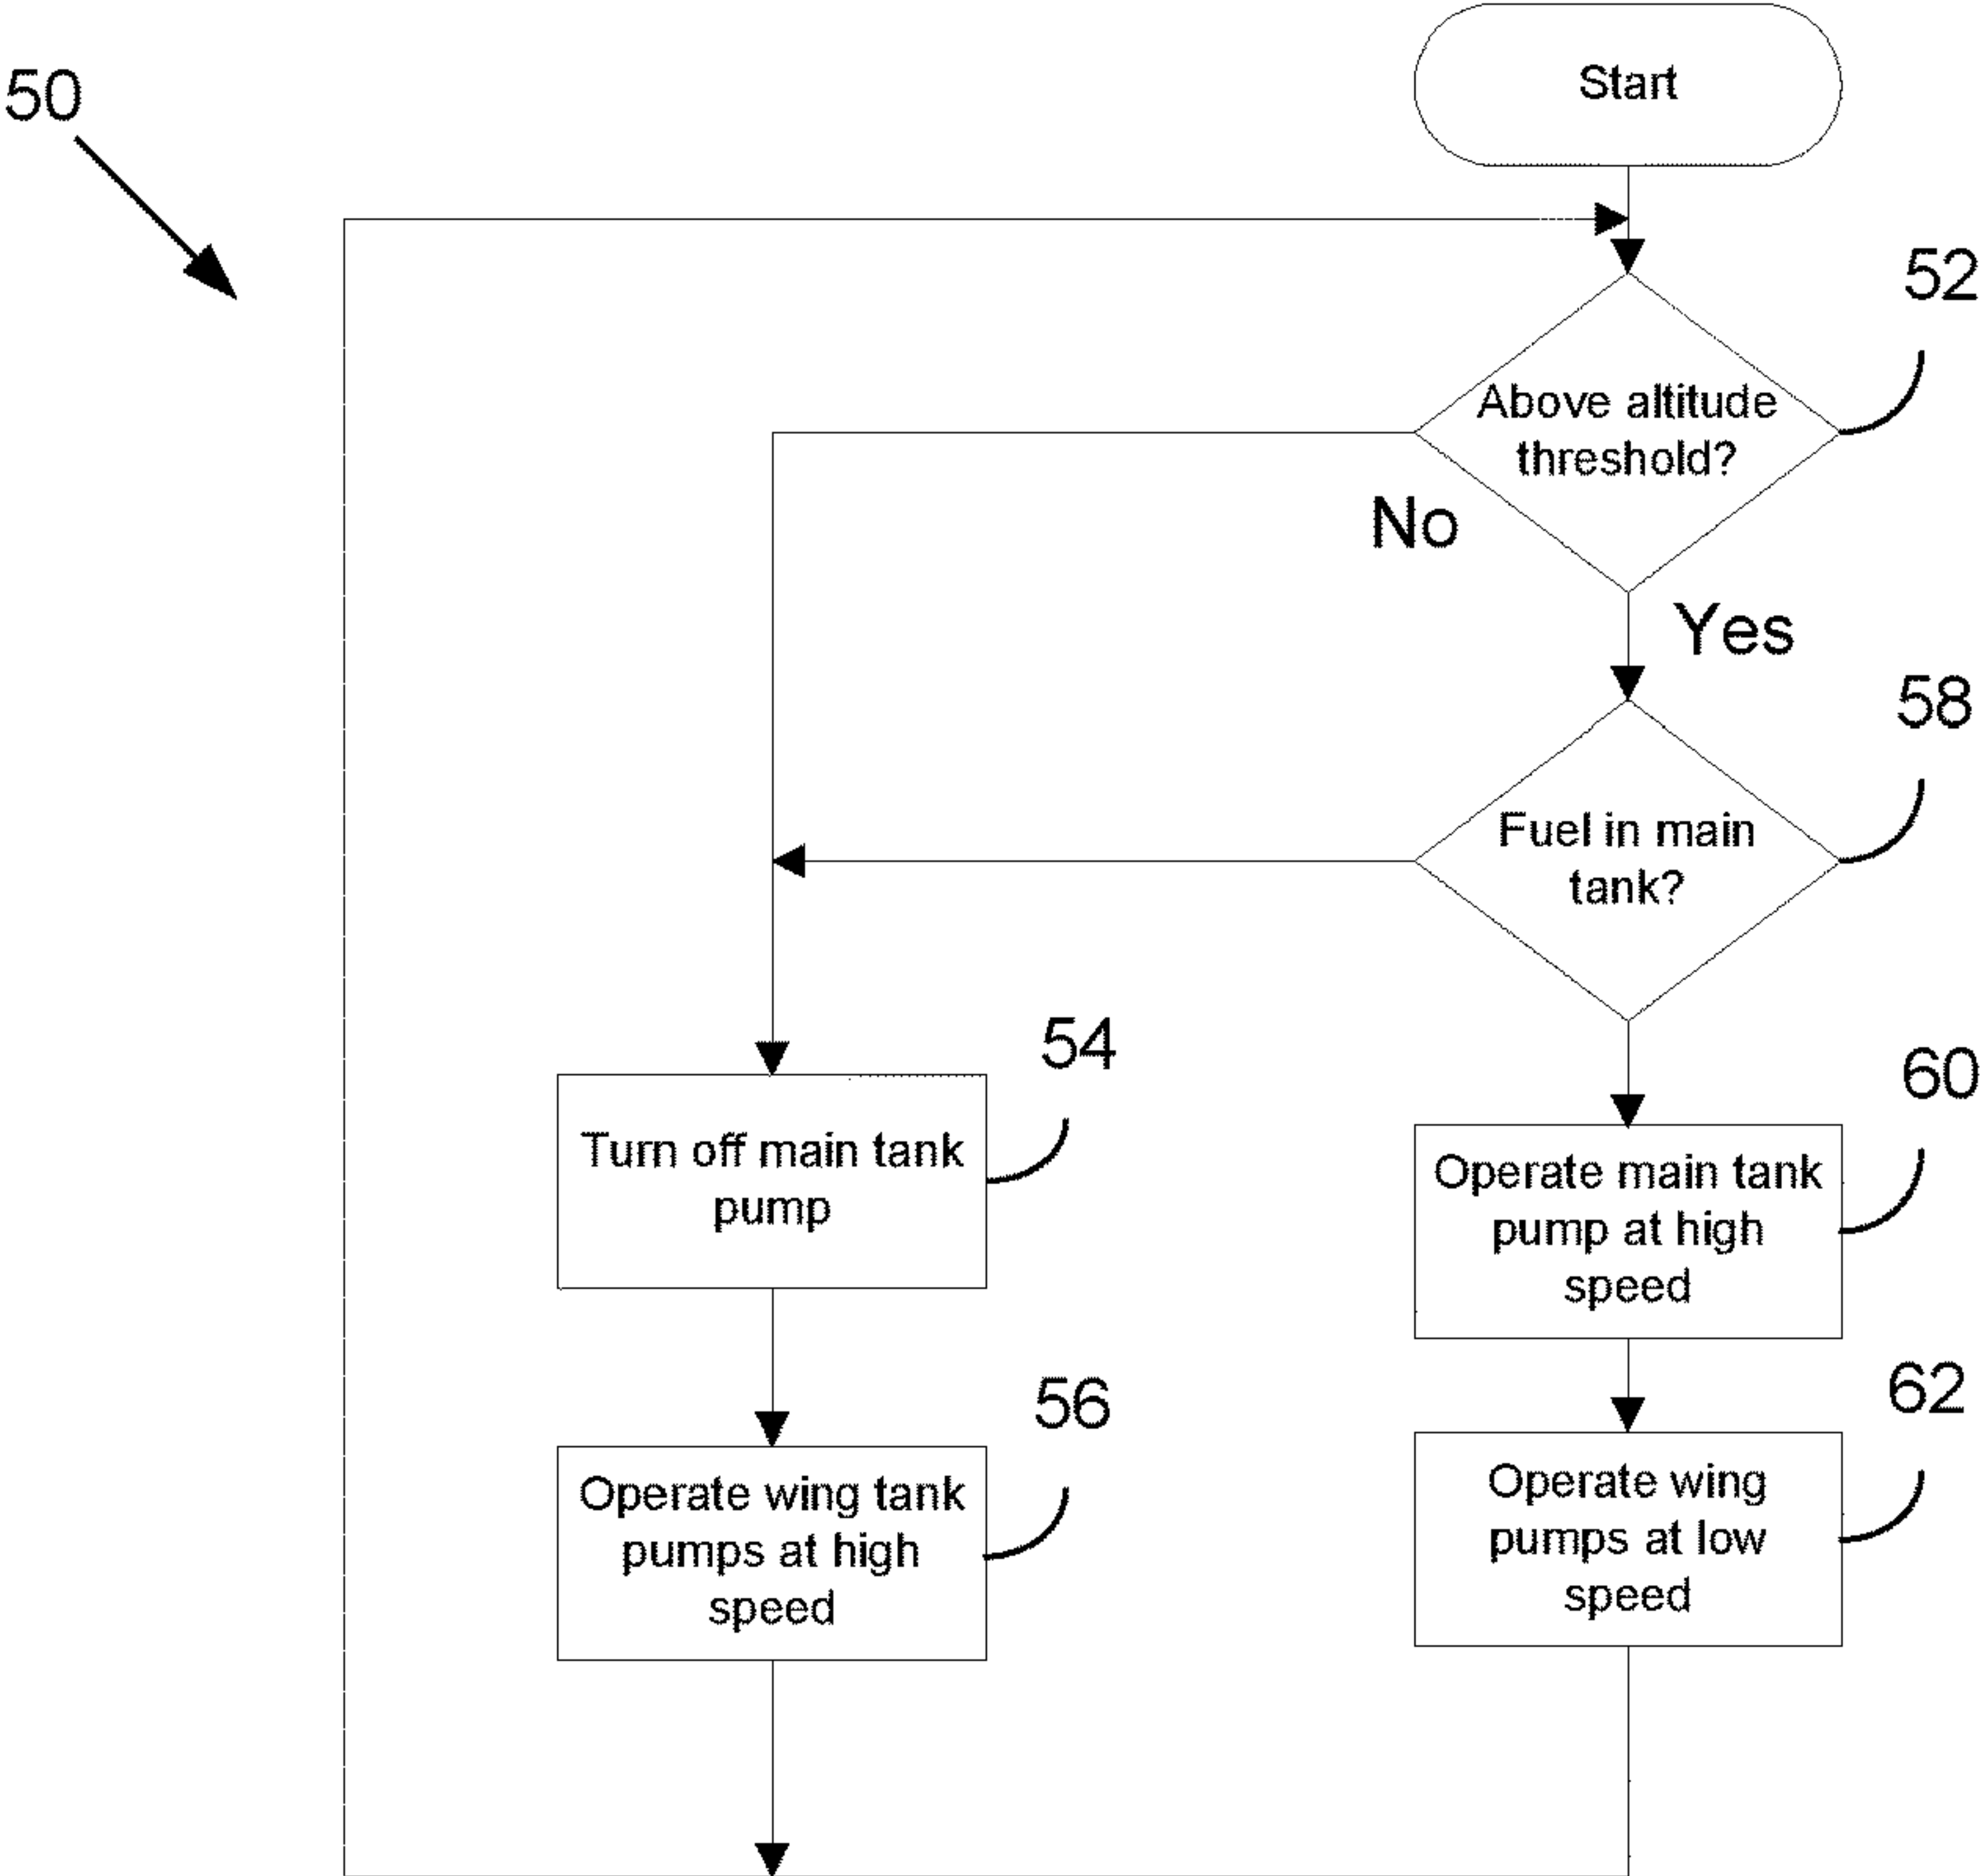 50
Start
52
Above altitude
threshold?
No
Yes
58
Fuel in main
tank?
54
Turn off main tank
pump
60
Operate main tank
pump at high
speed
56
Operate wing tank
pumps at high
speed
62
Operate wing
pumps at low
speed